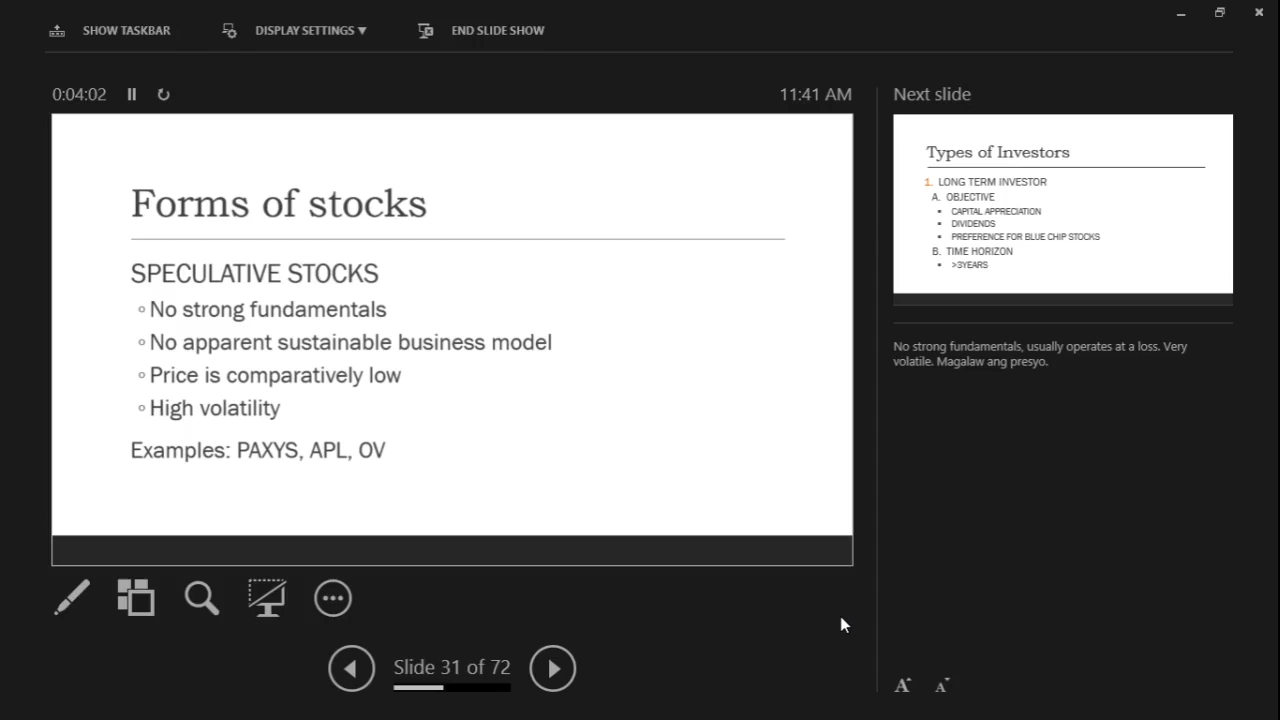 SHOW TASKBAR
DISPLAY SETTINGS ▼
END SLIDE SHOW
0:04:02
11:41 AM
Forms of stocks
SPECULATIVE STOCKS
◦ No strong fundamentals
◦ No apparent sustainable business model
◦ Price is comparatively low
◦ High volatility
Examples: PAXYS, APL, OV
Slide 31 of 72
Next slide
Types of Investors
1. LONG TERM INVESTOR
A. OBJECTIVE
▪ CAPITAL APPRECIATION
▪ DIVIDENDS
▪ PREFERENCE FOR BLUE CHIP STOCKS
B. TIME HORIZON
▪ >3YEARS
No strong fundamentals, usually operates at a loss. Very
volatile. Magalaw ang presyo.
A A